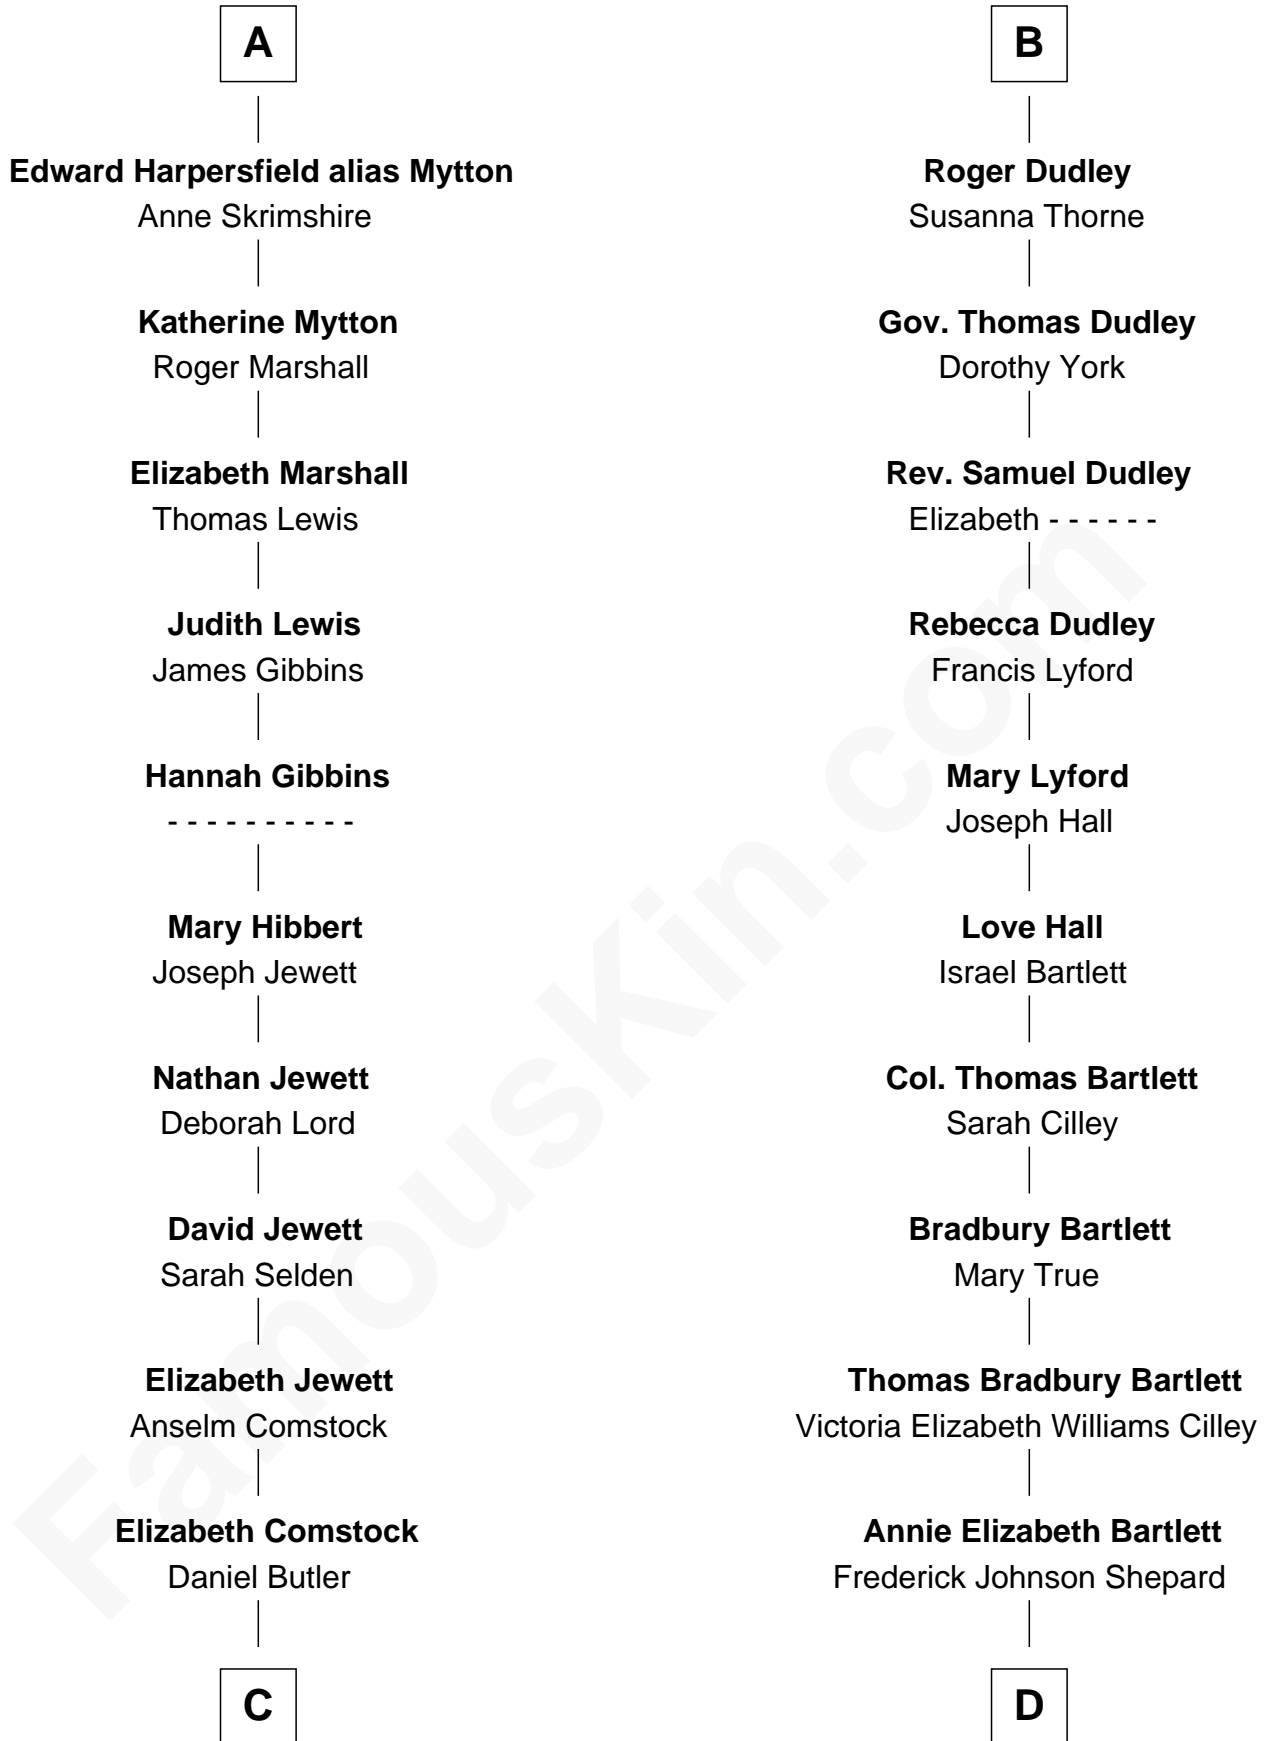 A
Edward Harpersfield alias Mytton
Anne Skrimshire
Katherine Mytton
Roger Marshall
Elizabeth Marshall
Thomas Lewis
Judith Lewis
James Gibbins
Hannah Gibbins
- - - - - - - - - -
Mary Hibbert
Joseph Jewett
Nathan Jewett
Deborah Lord
David Jewett
Sarah Selden
Elizabeth Jewett
Anselm Comstock
Elizabeth Comstock
Daniel Butler
C
B
Roger Dudley
Susanna Thorne
Gov. Thomas Dudley
Dorothy York
Rev. Samuel Dudley
Elizabeth - - - - - -
Rebecca Dudley
Francis Lyford
Mary Lyford
Joseph Hall
Love Hall
Israel Bartlett
Col. Thomas Bartlett
Sarah Cilley
Bradbury Bartlett
Mary True
Thomas Bradbury Bartlett
Victoria Elizabeth Williams Cilley
Annie Elizabeth Bartlett
Frederick Johnson Shepard
D
FamousKin.com